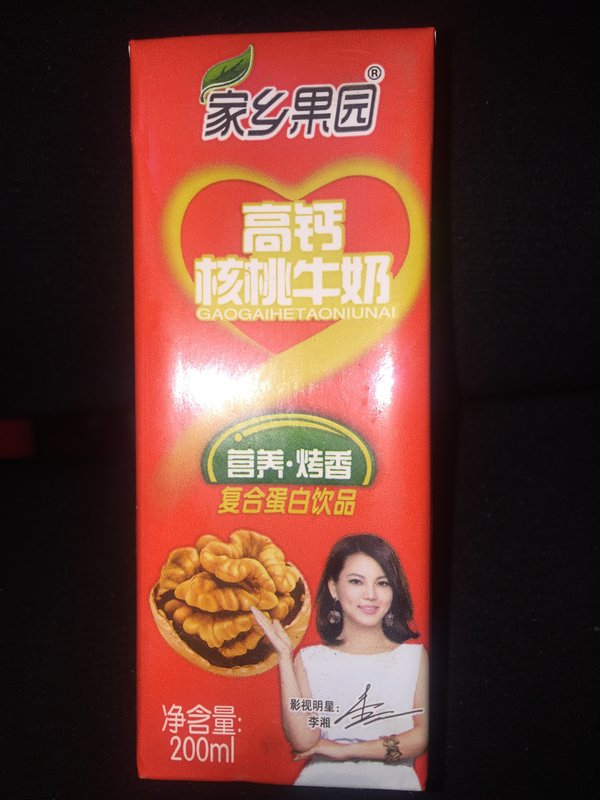 家乡果园®
高钙
核桃牛奶
GAOGAIHETAONIUNAI
营养·烤香
复合蛋白饮品
影视明星:
李湘
净含量:
200ml